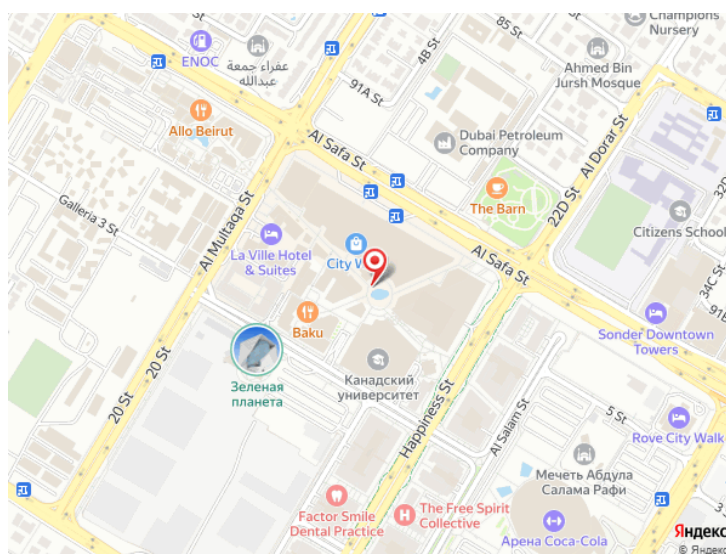 Champions
Nursery
85 St
4B St
ENOC
عفراء جمعة
عبدالله
Ahmed Bin
Jursh Mosque
91A St
Allo Beirut
Al Safa St
Dubai Petroleum
Company
Al Dorar St
22D St
The Barn
32D
Galleria 3 St
Al Multaqa St
Citizens School
La Ville Hotel
& Suites
City W
Al Safa St
34C St
91B
Baku
Sonder Downtown
Towers
20 St
20 St
Зеленая
планета
Канадский
университет
Happiness St
Al Salam St
5 St
Rove City Walk
Мечеть Абдула
Салама Рафи
Factor Smile
Dental Practice
The Free Spirit
Collective
Арена Coca-Cola
3
Яндекс
© Яндекс